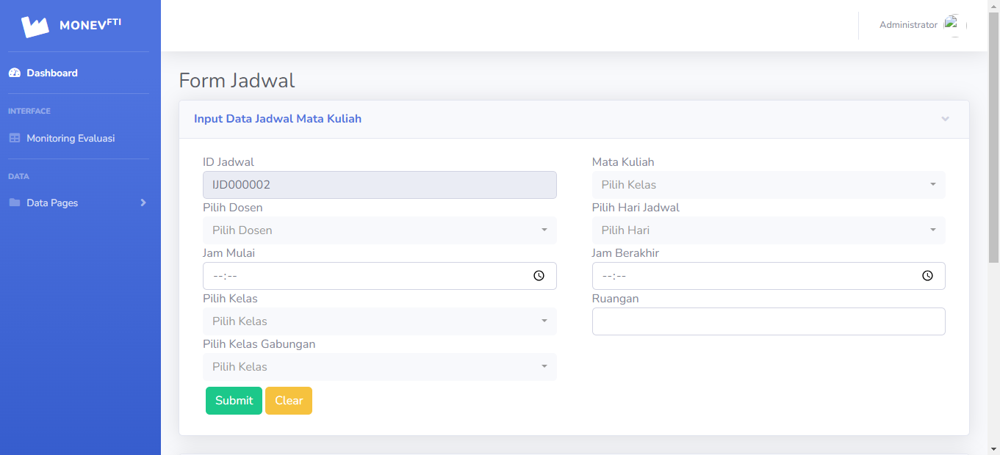 MONEVFTI
Administrator
Dashboard
INTERFACE
Monitoring Evaluasi
DATA
Data Pages
Form Jadwal
Input Data Jadwal Mata Kuliah
ID Jadwal
IJD000002
Mata Kuliah
Pilih Kelas
Pilih Dosen
Pilih Dosen
Pilih Hari Jadwal
Pilih Hari
Jam Mulai
--:--
Jam Berakhir
--:--
Pilih Kelas
Pilih Kelas
Ruangan
Pilih Kelas Gabungan
Pilih Kelas
Submit
Clear